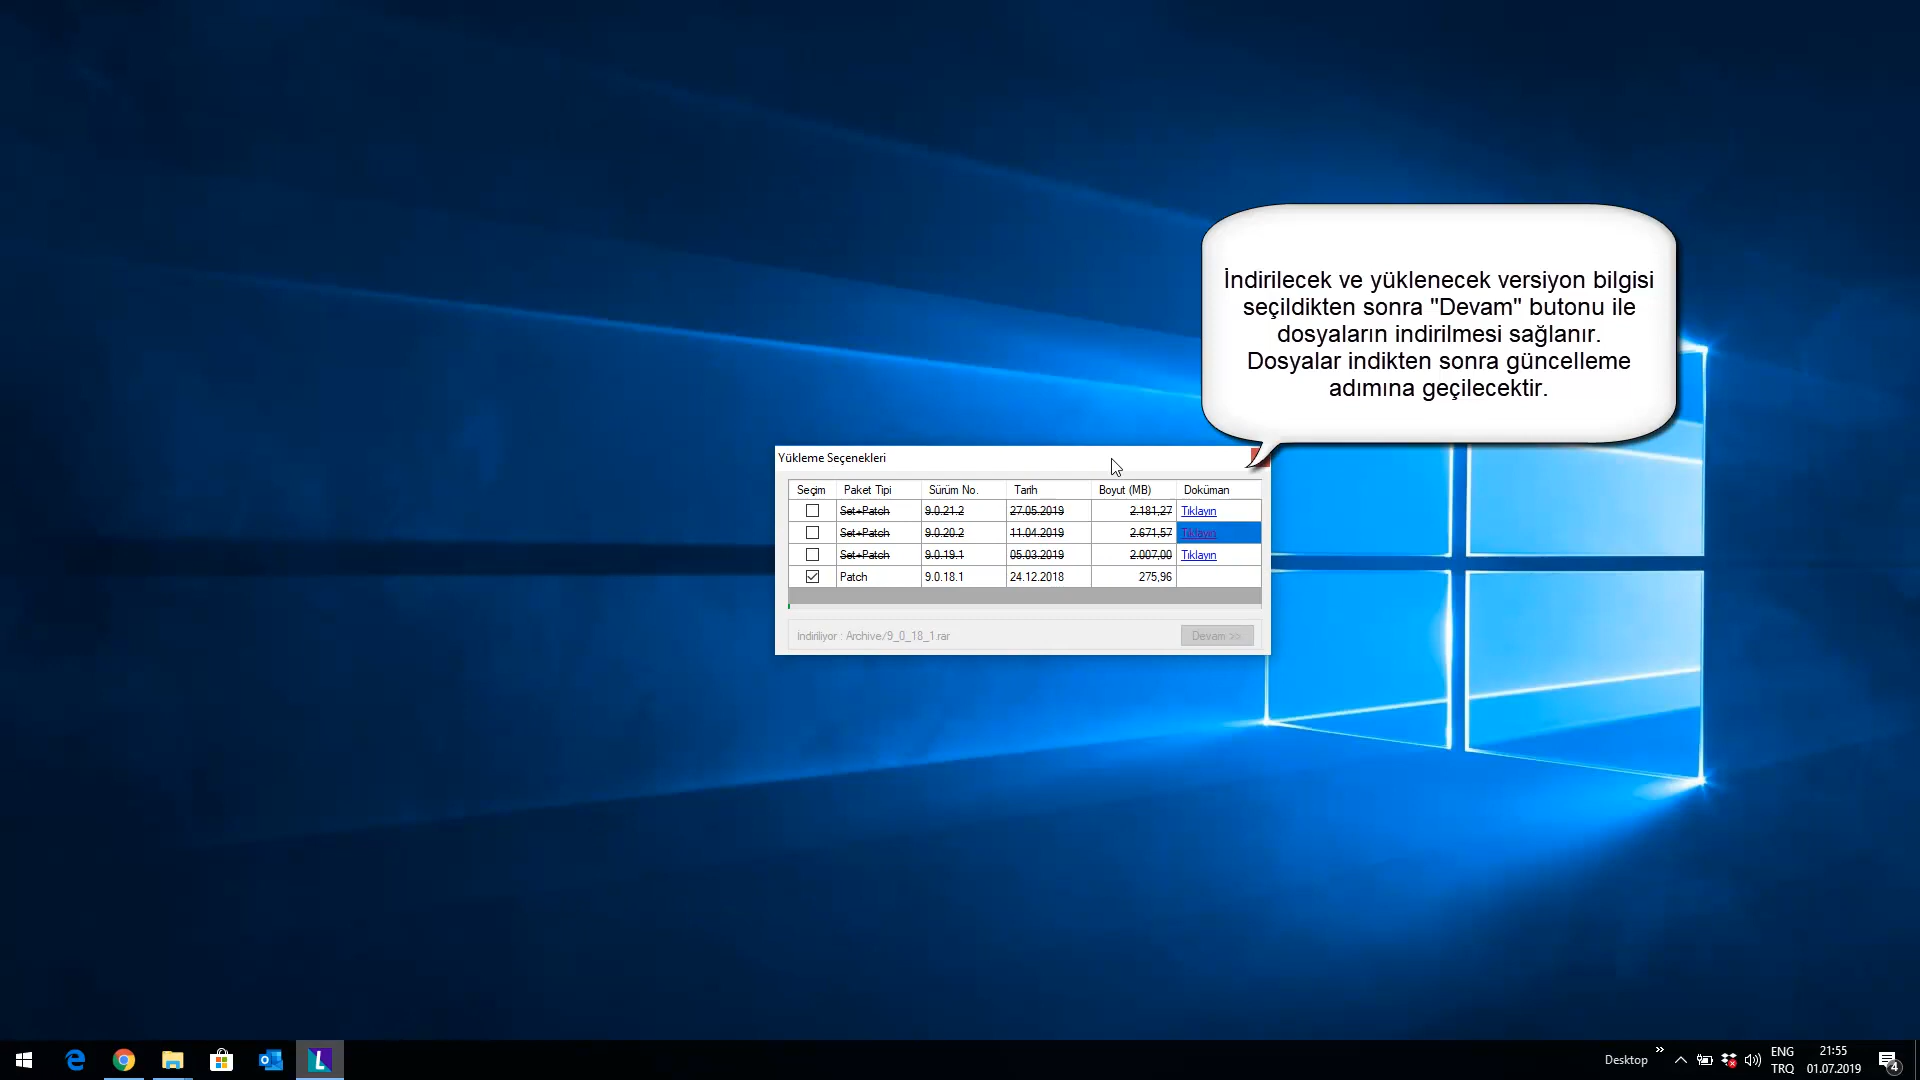 İndirilecek ve yüklenecek versiyon bilgisi
seçildikten sonra "Devam" butonu ile
dosyaların indirilmesi sağlanır.
Dosyalar indikten sonra güncelleme
adımına geçilecektir.
Yükleme Seçenekleri
Seçim Paket Tipi Sürüm No. Tarih Boyut (MB) Doküman
Set+Patch 9.0.21.2 27.05.2019 2.181,27 Tıklayın
Set+Patch 9.0.20.2 11.04.2019 2.671,57 Tıklayın
Set+Patch 9.0.19.1 05.03.2019 2.007,00 Tıklayın
Patch 9.0.18.1 24.12.2018 275,96
İndiriliyor : Archive/9_0_18_1.rar Devam >>
Desktop
ENG
TRQ
21:55
01.07.2019
4